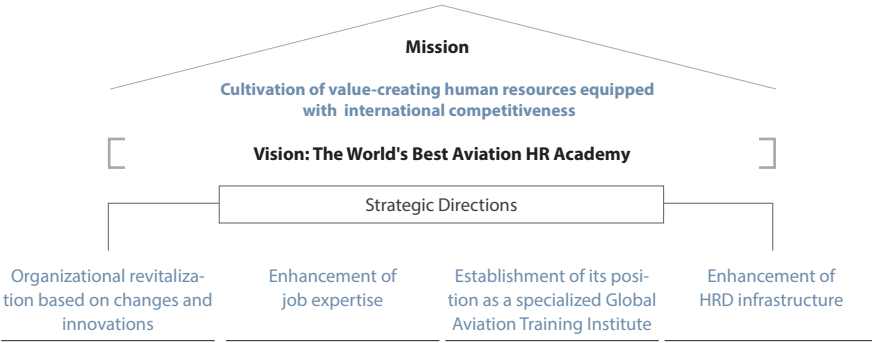 Mission
Cultivation of value-creating human resources equipped
with international competitiveness
Vision: The World's Best Aviation HR Academy
Strategic Directions
Organizational revitaliza-
tion based on changes and
innovations
Enhancement of
job expertise
Establishment of its posi-
tion as a specialized Global
Aviation Training Institute
Enhancement of
HRD infrastructure